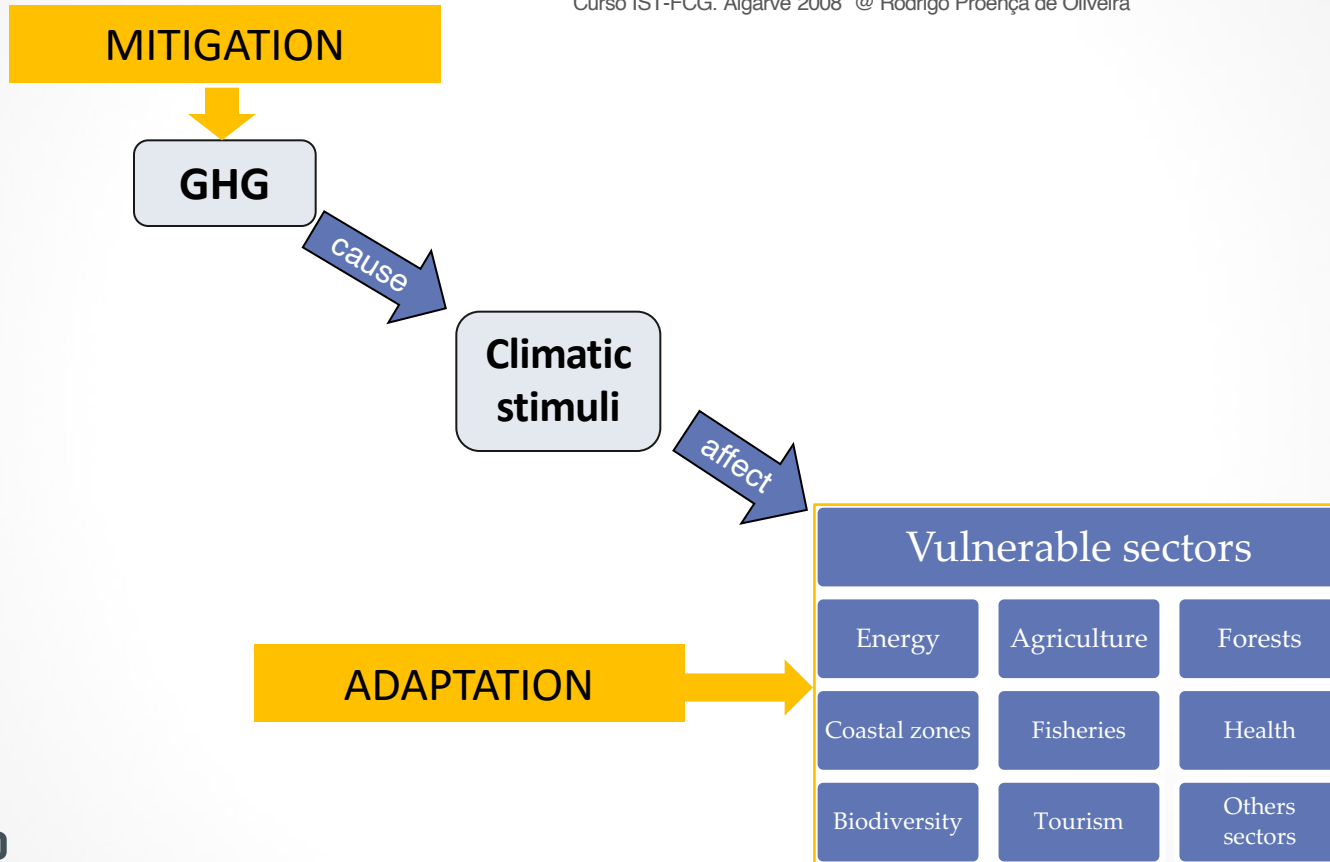 Curso IST-FCG. Algarve 2008 @ Rodrigo Proença de Oliveira
MITIGATION
GHG
cause
Climatic
stimuli
affect
Vulnerable sectors
Energy
Agriculture
Forests
ADAPTATION
Coastal zones
Fisheries
Health
Biodiversity
Tourism
Others
sectors